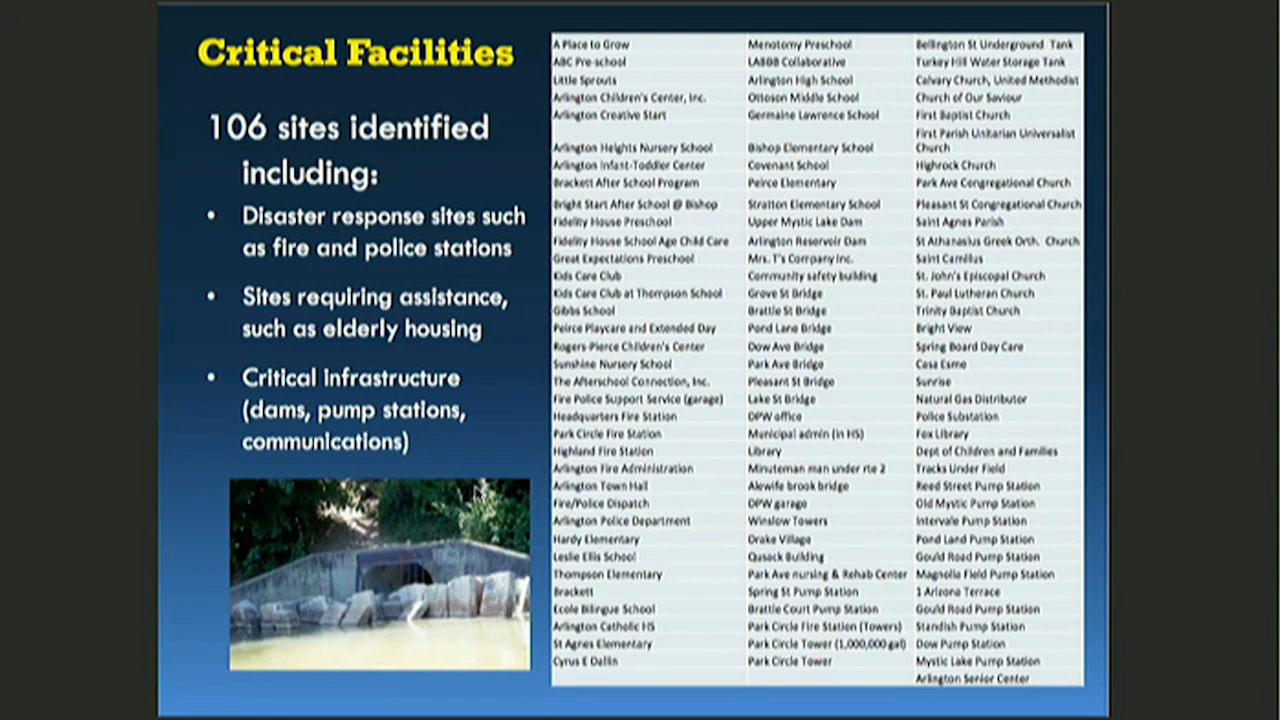 Critical Facilities
106 sites identified
including:
• Disaster response sites such
as fire and police stations
• Sites requiring assistance,
such as elderly housing
• Critical infrastructure
(dams, pump stations,
communications)
A Place to Grow
ABC Pre-school
Little Sprouts
Arlington Children's Center, Inc.
Arlington Creative Start
Arlington Heights Nursery School
Arlington Infant-Toddler Center
Brackett After School Program
Bright Start After School @ Bishop
Fidelity House Preschool
Fidelity House School Age Child Care
Great Expectations Preschool
Kids Care Club
Kids Care Club at Thompson School
Gibbs School
Peirce Playcare and Extended Day
Rogers-Pierce Children's Center
Sunshine Nursery School
The Afterschool Connection, Inc.
Fire Police Support Service (garage)
Headquarters Fire Station
Park Circle Fire Station
Highland Fire Station
Arlington Fire Administration
Arlington Town Hall
Fire/Police Dispatch
Arlington Police Department
Hardy Elementary
Leslie Ellis School
Thompson Elementary
Brackett
Ecole Bilingue School
Arlington Catholic HS
St Agnes Elementary
Cyrus E Dallin
Menotomy Preschool
LABBB Collaborative
Arlington High School
Ottoson Middle School
Germaine Lawrence School
Bishop Elementary School
Covenant School
Peirce Elementary
Stratton Elementary School
Upper Mystic Lake Dam
Arlington Reservoir Dam
Mrs. T's Company Inc.
Community safety building
Grove St Bridge
Brattle St Bridge
Pond Lane Bridge
Dow Ave Bridge
Park Ave Bridge
Pleasant St Bridge
Lake St Bridge
DPW office
Municipal admin (in HS)
Library
Minuteman man under rte 2
Alewife brook bridge
DPW garage
Winslow Towers
Drake Village
Cusack Building
Park Ave nursing & Rehab Center
Spring St Pump Station
Brattle Court Pump Station
Park Circle Fire Station (Towers)
Park Circle Tower (1,000,000 gal)
Park Circle Tower
Bellington St Underground Tank
Turkey Hill Water Storage Tank
Calvary Church, United Methodist
Church of Our Saviour
First Baptist Church
First Parish Unitarian Universalist
Church
Highrock Church
Park Ave Congregational Church
Pleasant St Congregational Church
Saint Agnes Parish
St Athanasius Greek Orth. Church
Saint Camillus
St. John's Episcopal Church
St. Paul Lutheran Church
Trinity Baptist Church
Bright View
Spring Board Day Care
Casa Esme
Sunrise
Natural Gas Distributor
Police Substation
Fox Library
Dept of Children and Families
Tracks Under Field
Reed Street Pump Station
Old Mystic Pump Station
Intervale Pump Station
Pond Land Pump Station
Gould Road Pump Station
Magnolia Field Pump Station
1 Arizona Terrace
Gould Road Pump Station
Standish Pump Station
Dow Pump Station
Mystic Lake Pump Station
Arlington Senior Center